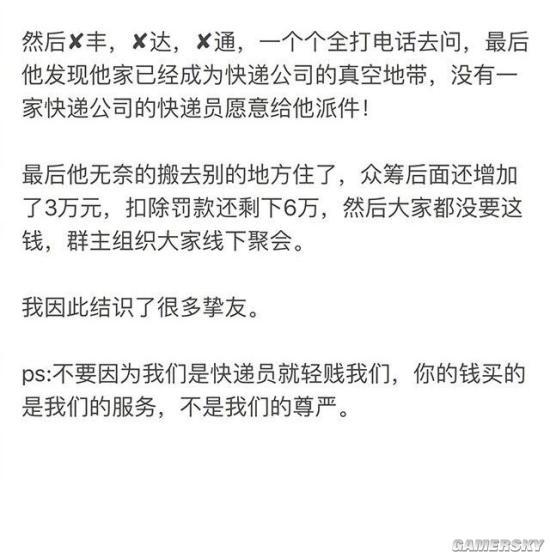 然后✘丰，✘达，✘通，一个个全打电话去问，最后
他发现他家已经成为快递公司的真空地带，没有一
家快递公司的快递员愿意给他派件！
最后他无奈的搬去别的地方住了，众筹后面还增加
了3万元，扣除罚款还剩下6万，然后大家都没要这
钱，群主组织大家线下聚会。
我因此结识了很多挚友。
ps:不要因为我们是快递员就轻贱我们，你的钱买的
是我们的服务，不是我们的尊严。
GAMERSKY